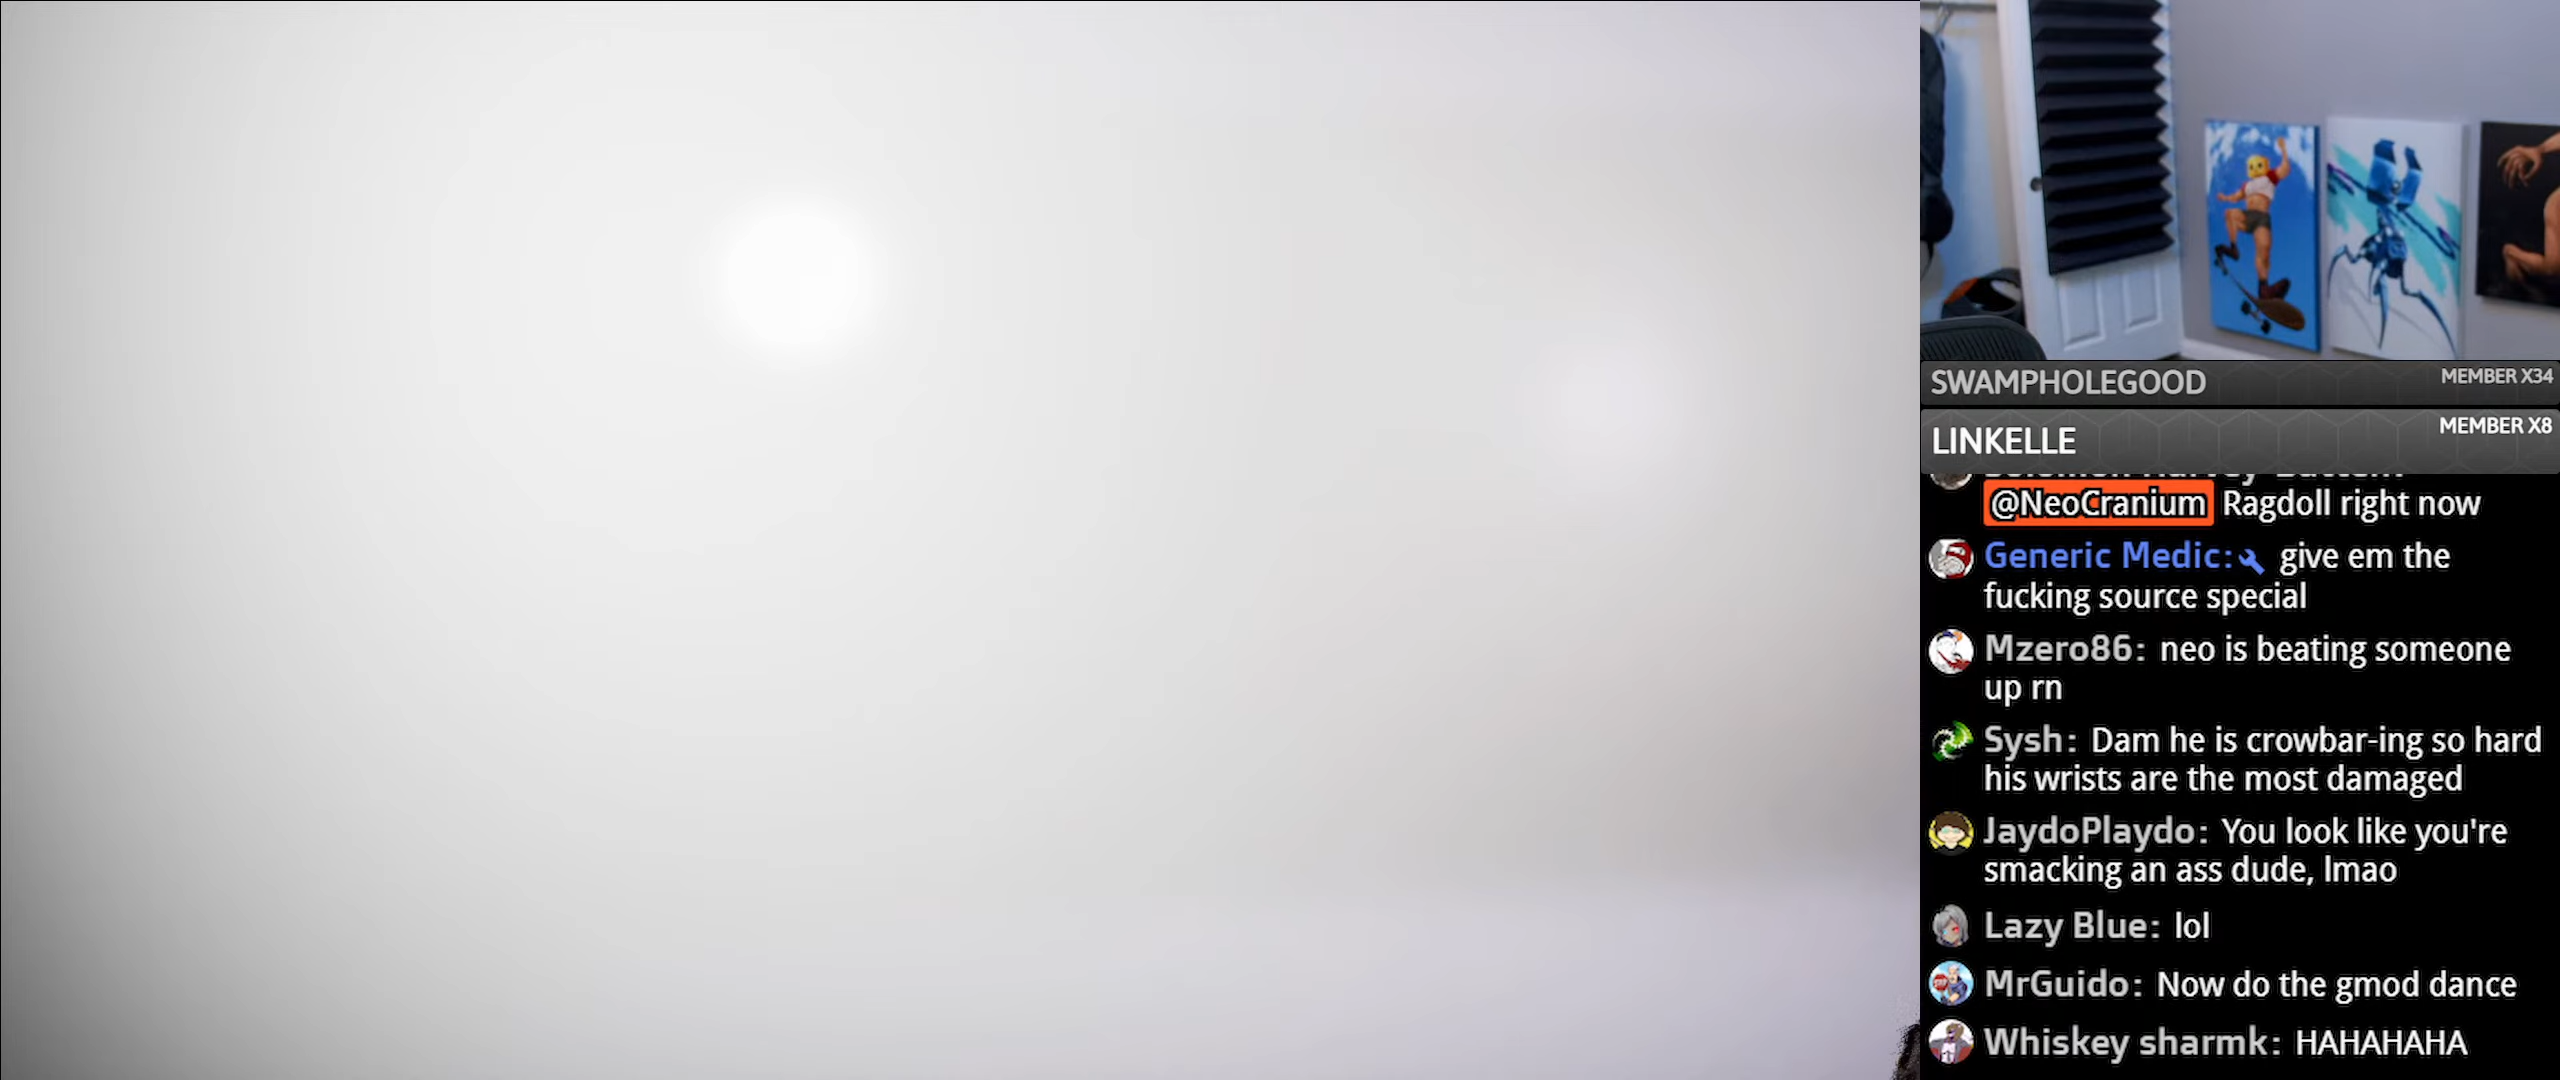 SWAMPHOLEGOOD
MEMBER X34
LINKELLE
MEMBER X8
@NeoCranium Ragdoll right now
Generic Medic: give em the
fucking source special
Mzero86: neo is beating someone
up rn
Sysh: Dam he is crowbar-ing so hard
his wrists are the most damaged
JaydoPlaydo: You look like you're
smacking an ass dude, lmao
Lazy Blue: lol
MrGuido: Now do the gmod dance
Whiskey sharmk: HAHAHAHA